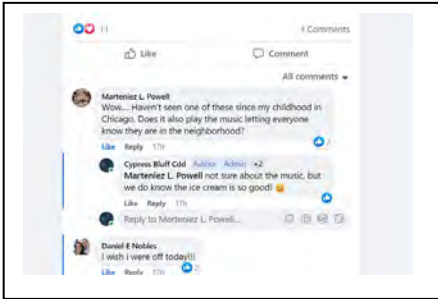 11
8 Comments
Like
Comment
All comments
Marteniez L. Powell
Wow... Haven't seen one of these since my childhood in
Chicago. Does it also play the music letting everyone
know they are in the neighborhood?
Like Reply 17h
2
Cypress Bluff Cdd Author Admin +2
Marteniez L. Powell not sure about the music, but
we do know the ice cream is so good! 😋
Like Reply 17h
Reply to Marteniez L. Powell...
Daniel E Nobles
I wish i were off today!!!
Like Reply 17h
2